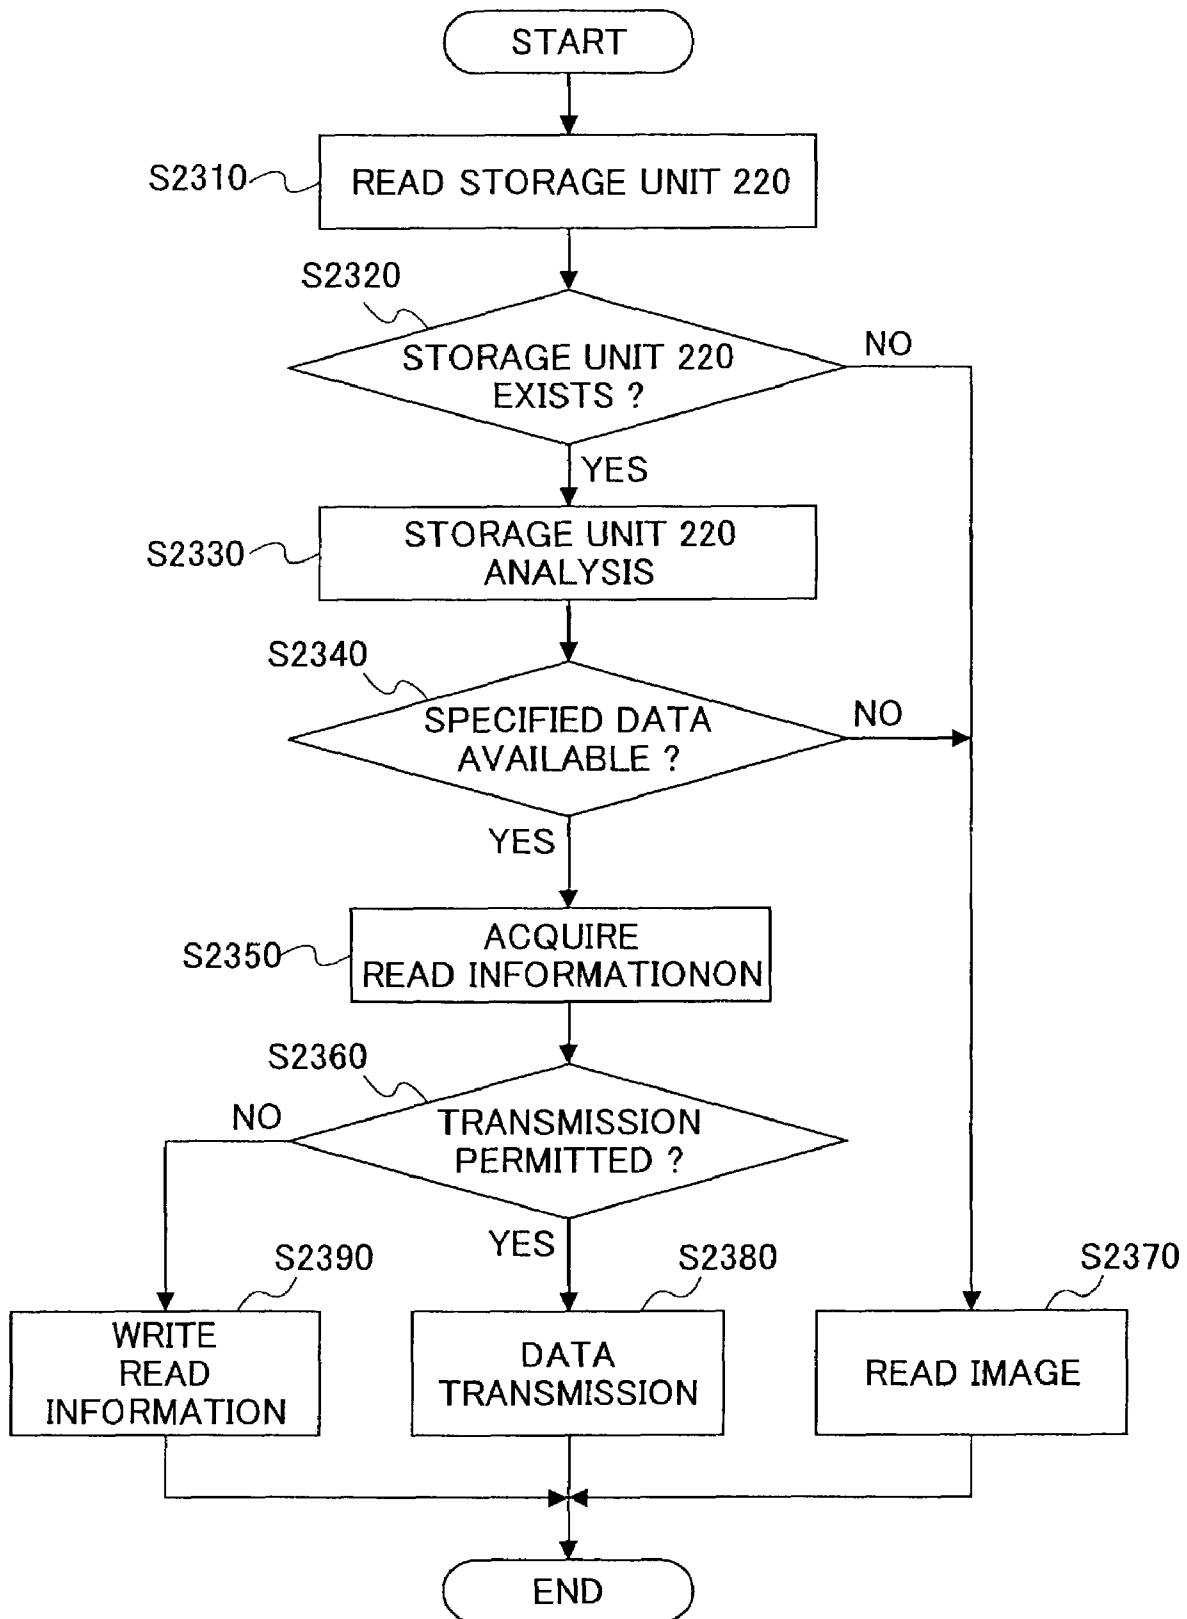 START
S2310
READ STORAGE UNIT 220
S2320
STORAGE UNIT 220
EXISTS ?
NO
YES
S2330
STORAGE UNIT 220
ANALYSIS
S2340
SPECIFIED DATA
AVAILABLE ?
NO
YES
S2350
ACQUIRE
READ INFORMATIONON
S2360
TRANSMISSION
PERMITTED ?
NO
YES
S2390
WRITE
READ
INFORMATION
S2380
DATA
TRANSMISSION
S2370
READ IMAGE
END